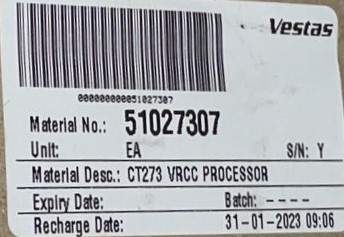 Vestas
000000000051027307
Material No.: 51027307
Unit: EA S/N: Y
Material Desc.: CT273 VRCC PROCESSOR
Expiry Date: Batch: ----
Recharge Date: 31-01-2023 09:06